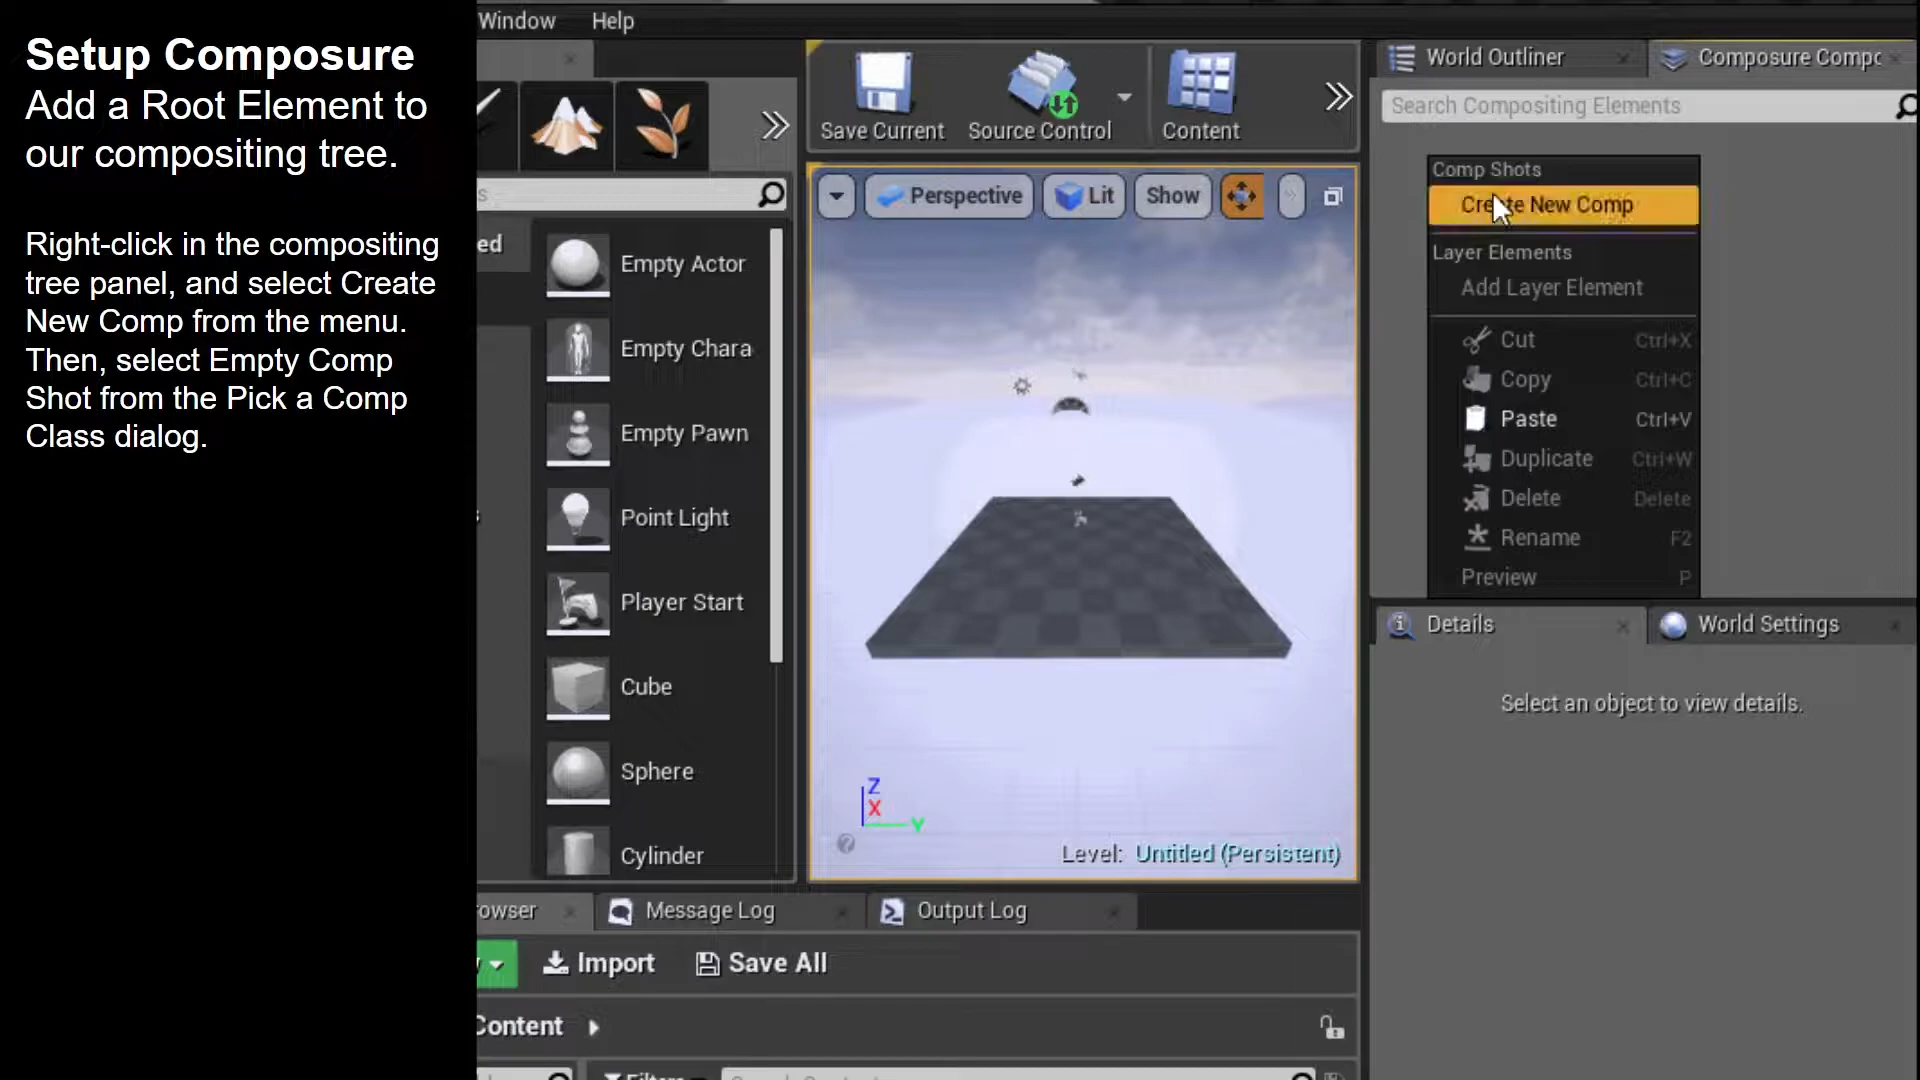 Setup Composure
Add a Root Element to
our compositing tree.
Right-click in the compositing
tree panel, and select Create
New Comp from the menu.
Then, select Empty Comp
Shot from the Pick a Comp
Class dialog.
Window Help
Save Current Source Control Content
World Outliner Composure Compo
Search Compositing Elements
Perspective Lit Show
Comp Shots
Create New Comp
Layer Elements
Add Layer Element
Cut Ctrl+X
Copy Ctrl+C
Paste Ctrl+V
Duplicate Ctrl+W
Delete Delete
Rename F2
Preview P
s
ed
Empty Actor
Empty Chara
Empty Pawn
Point Light
Player Start
Cube
Sphere
Cylinder
Z
X
Y
Level: Untitled (Persistent)
Details World Settings
Select an object to view details.
rowser Message Log Output Log
Import Save All
Content
Filters